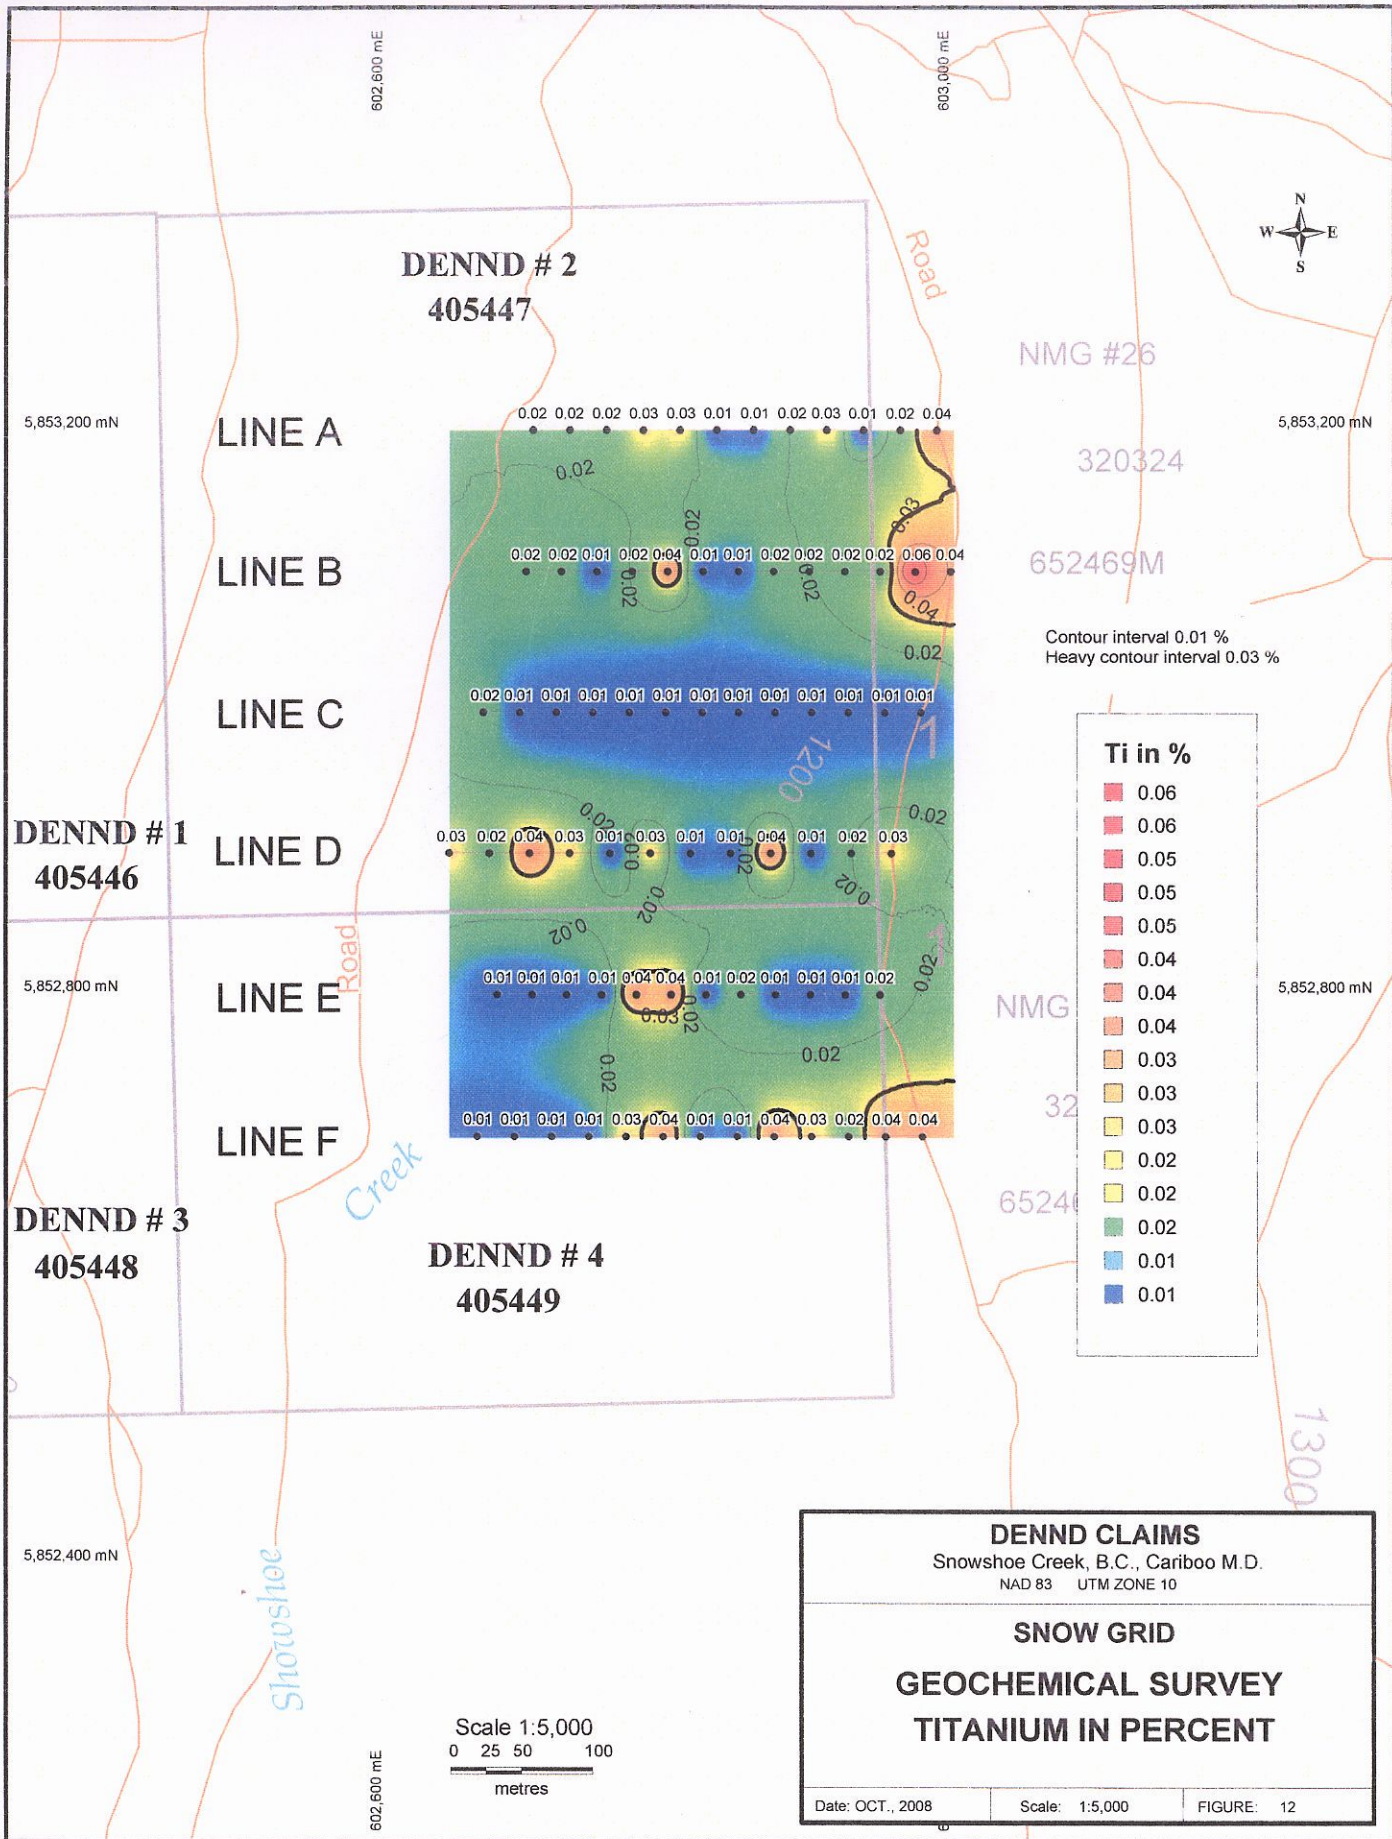 602,600 mE
603,000 mE
N
W E
S
DENND # 2
405447
Road
NMG #26
5,853,200 mN
LINE A
0.02 0.02 0.02 0.03 0.03 0.01 0.01 0.02 0.03 0.01 0.02 0.04
5,853,200 mN
0.02
320324
0.03
0.02
LINE B
0.02 0.02 0.01 0.02 0.04 0.01 0.01 0.02 0.02 0.02 0.02 0.06 0.04
652469M
0.02
0.02
0.04
Contour interval 0.01 %
Heavy contour interval 0.03 %
0.02
LINE C
0.02 0.01 0.01 0.01 0.01 0.01 0.01 0.01 0.01 0.01 0.01 0.01 0.01
1
1200
Ti in %
0.06
0.06
0.05
0.05
0.05
0.04
0.04
0.04
0.03
0.03
0.03
0.02
0.02
0.02
0.01
0.01
0.02
0.02
DENND # 1
405446
LINE D
0.03 0.02 0.04 0.03 0.01 0.03 0.01 0.01 0.04 0.01 0.02 0.03
0.02
0.02
0.02
0.02
Road
1
0.02
LINE E
0.01 0.01 0.01 0.01 0.04 0.04 0.01 0.02 0.01 0.01 0.01 0.02
5,852,800 mN
5,852,800 mN
NMG
0.03
0.02
0.02
0.02
32
LINE F
0.01 0.01 0.01 0.01 0.03 0.04 0.01 0.01 0.04 0.03 0.02 0.04 0.04
Creek
DENND # 3
405448
DENND # 4
405449
1300
5,852,400 mN
Showshoe
Scale 1:5,000
0 25 50 100
metres
602,600 mE
DENND CLAIMS
Snowshoe Creek, B.C., Cariboo M.D.
NAD 83 UTM ZONE 10
SNOW GRID
GEOCHEMICAL SURVEY
TITANIUM IN PERCENT
Date: OCT., 2008
Scale: 1:5,000
FIGURE: 12